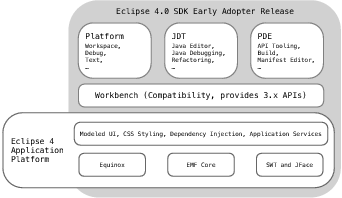 Eclipse 4.0 SDK Early Adopter Release
Platform
Workspace,
Debug,
Text,
…
JDT
Java Editor,
Java Debugging,
Refactoring,
…
PDE
API Tooling,
Build,
Manifest Editor,
…
Workbench (Compatibility, provides 3.x APIs)
Eclipse 4
Application
Platform
Modeled UI, CSS Styling, Dependency Injection, Application Services
Equinox
EMF Core
SWT and JFace